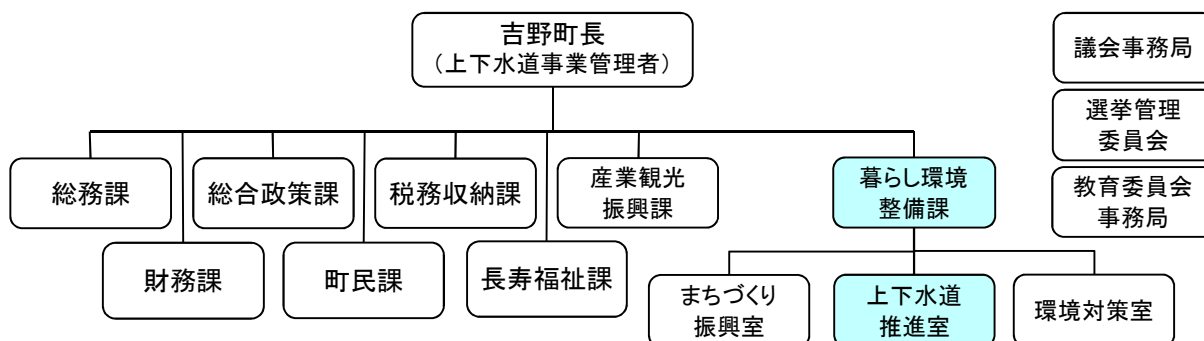 吉野町長
（上下水道事業管理者）
議会事務局
選挙管理
委員会
教育委員会
事務局
総務課
総合政策課
税務収納課
産業観光
振興課
暮らし環境
整備課
財務課
町民課
長寿福祉課
まちづくり
振興室
上下水道
推進室
環境対策室